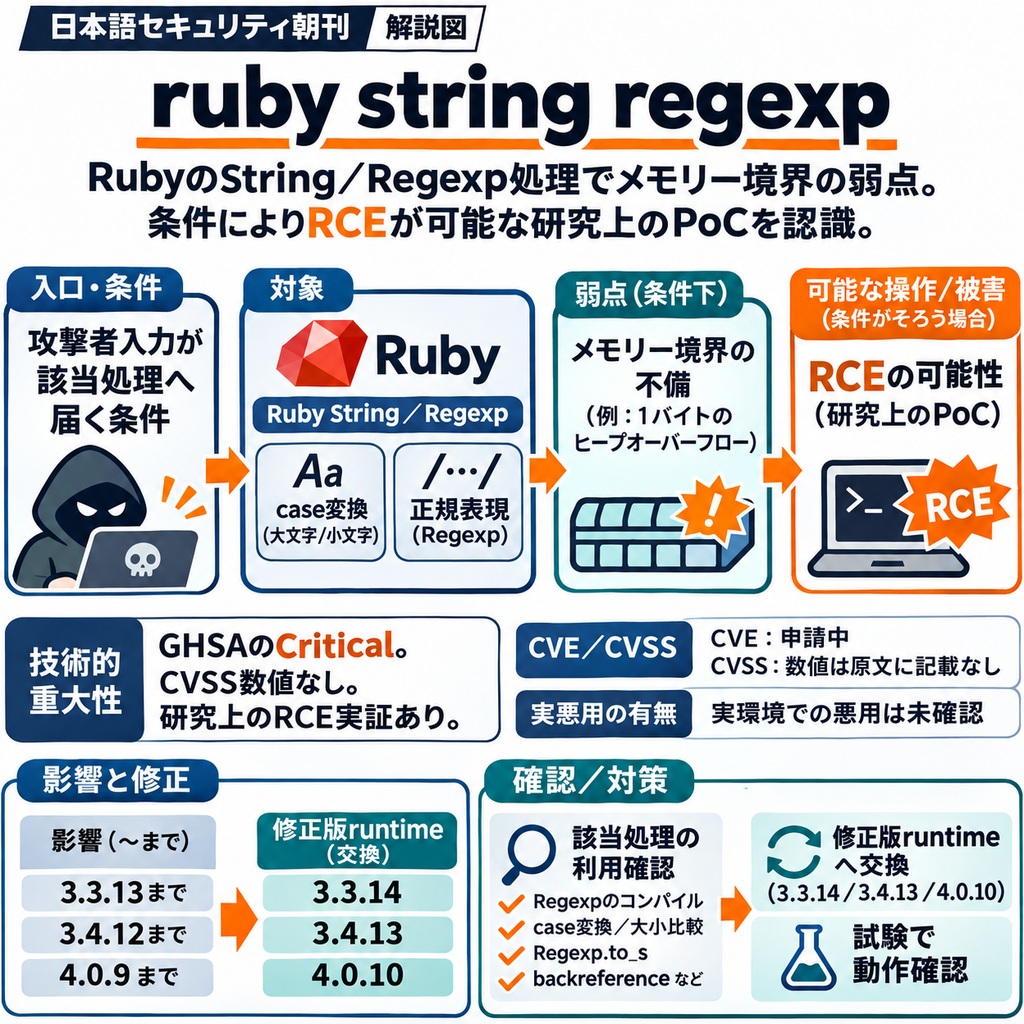 日本語セキュリティ朝刊 解説図
ruby string regexp
RubyのString／Regexp処理でメモリー境界の弱点。
条件によりRCEが可能な研究上のPoCを認識。
入口・条件
攻撃者入力が
該当処理へ
届く条件
対象
Ruby
Ruby String／Regexp
Aa
case変換
(大文字/小文字)
/…/
正規表現
(Regexp)
弱点（条件下）
メモリー境界の
不備
（例：1バイトの
ヒープオーバーフロー）
可能な操作/被害
(条件がそろう場合)
RCEの可能性
（研究上のPoC）
>_
RCE
技術的
重大性
GHSAのCritical。
CVSS数値なし。
研究上のRCE実証あり。
CVE／CVSS
CVE：申請中
CVSS：数値は原文に記載なし
実悪用の有無
実環境での悪用は未確認
影響と修正
影響（～まで）
修正版runtime
（交換）
3.3.13まで
3.3.14
3.4.12まで
3.4.13
4.0.9まで
4.0.10
確認／対策
該当処理の
利用確認
Regexpのコンパイル
case変換／大小比較
Regexp.to_s
backreference など
修正版runtime
へ交換
(3.3.14 / 3.4.13 / 4.0.10)
試験で
動作確認